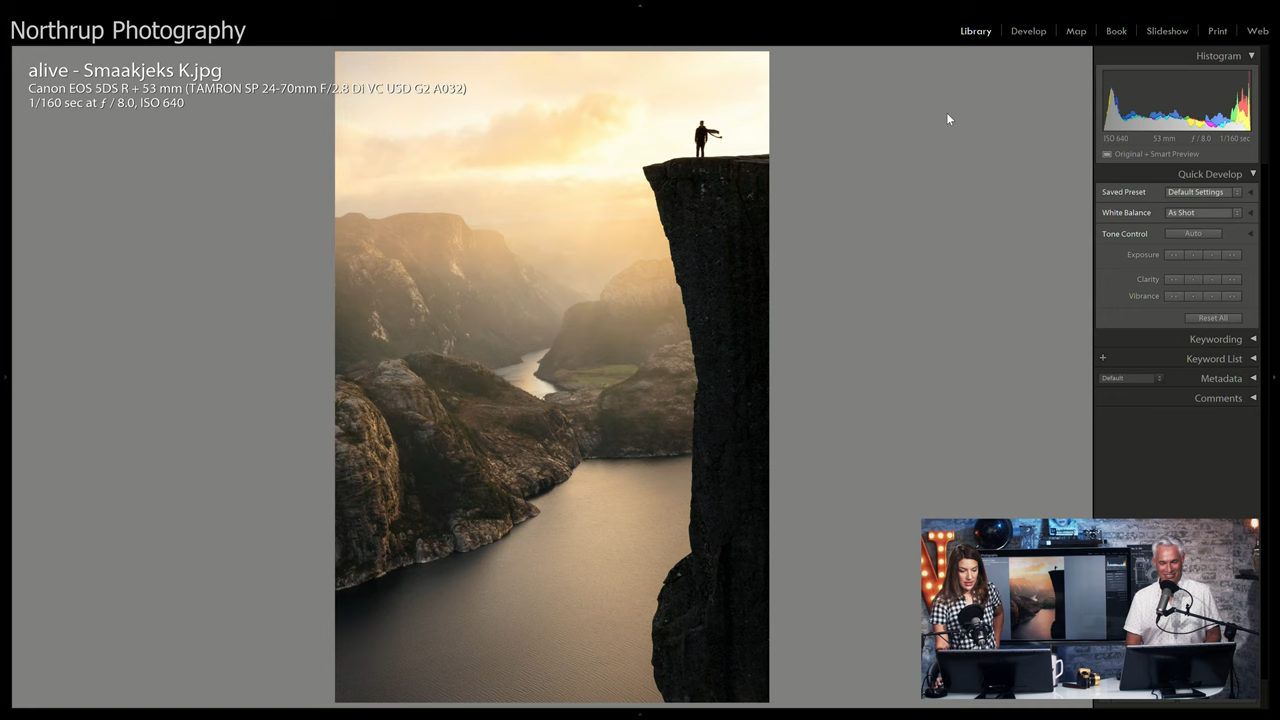 Northrup Photography
Library
Develop
Map
Book
Slideshow
Print
Web
alive - Smaakjeks K.jpg
Canon EOS 5DS R + 53 mm (TAMRON SP 24-70mm F/2.8 DI VC USD G2 A032)
1/160 sec at ƒ / 8.0, ISO 640
Histogram
ISO 640 53 mm ƒ / 8.0 1/160 sec
Original + Smart Preview
Quick Develop
Saved Preset Default Settings
White Balance As Shot
Tone Control Auto
Exposure
Clarity
Vibrance
Reset All
Keywording
+ Keyword List
Default Metadata
Comments
N